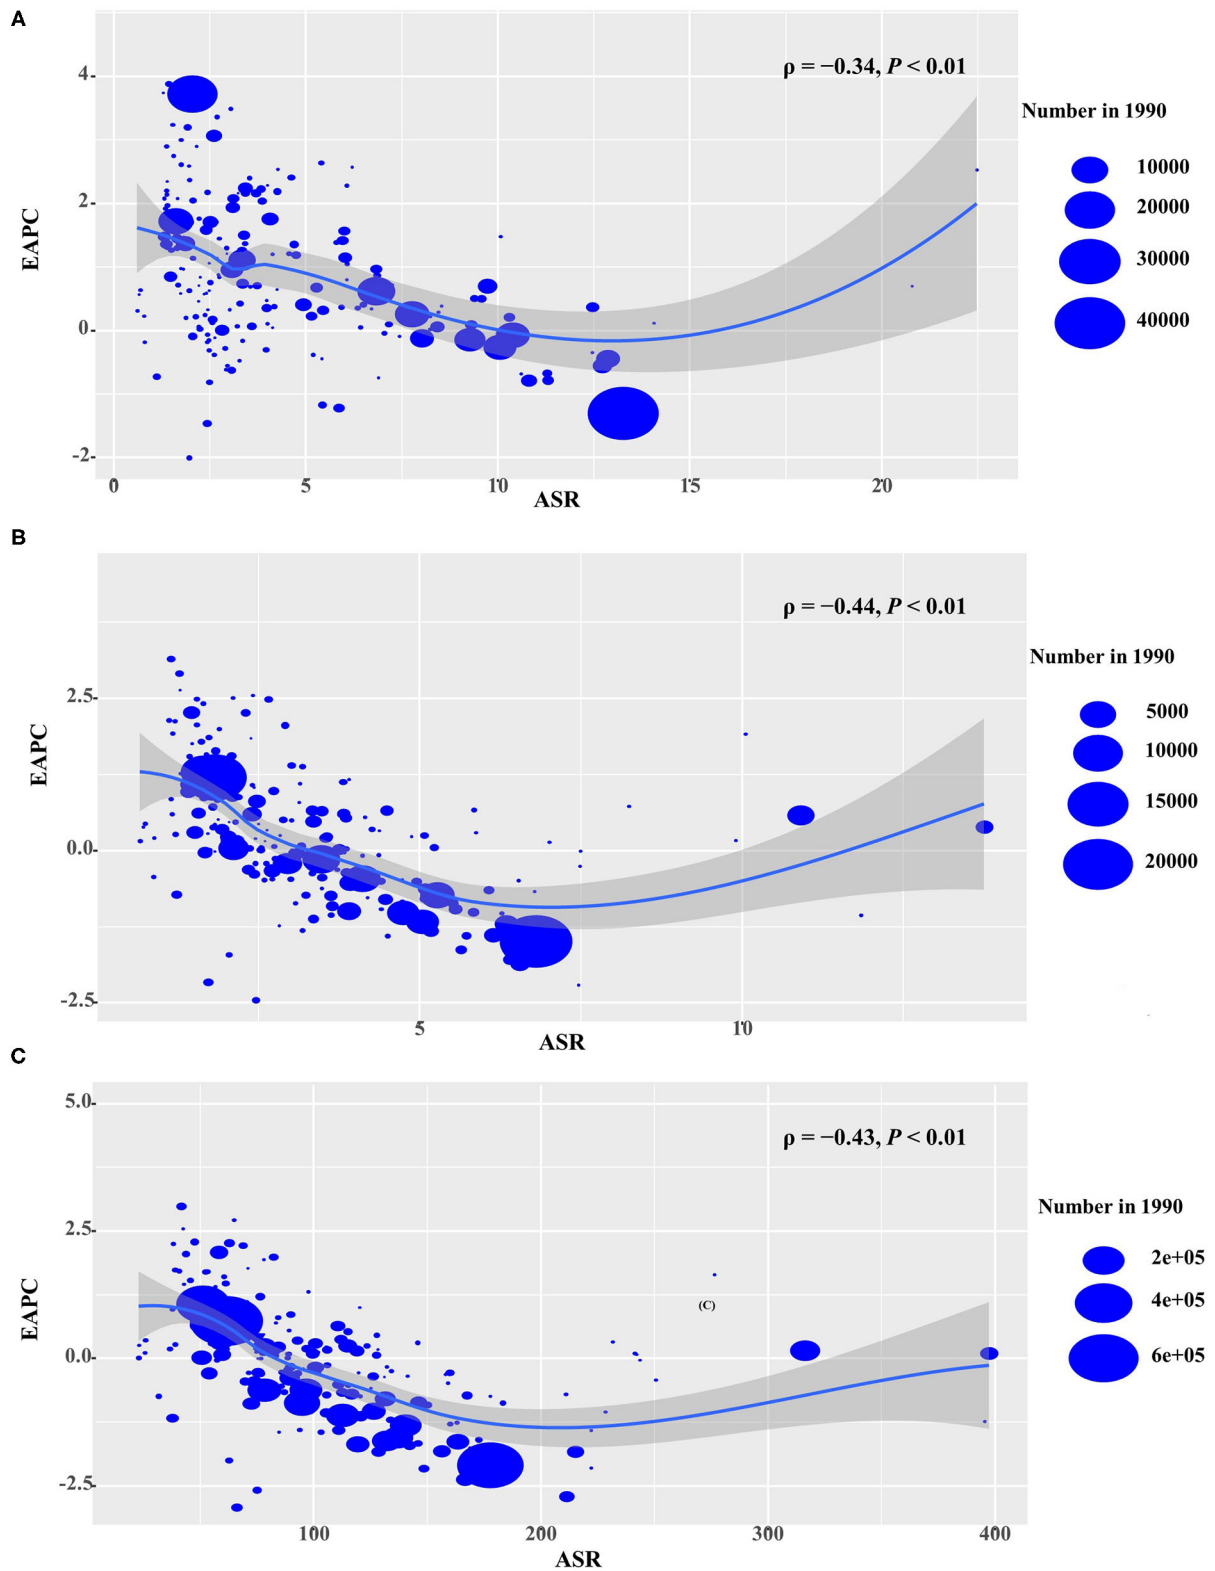 A
ρ = −0.34, P < 0.01
Number in 1990
10000
20000
30000
40000
EAPC
4
2
0
-2
0 5 10 15 20
ASR
B
ρ = −0.44, P < 0.01
Number in 1990
5000
10000
15000
20000
EAPC
2.5
0.0
-2.5
5 10
ASR
C
ρ = −0.43, P < 0.01
Number in 1990
2e+05
4e+05
6e+05
(C)
EAPC
5.0
2.5
0.0
-2.5
100 200 300 400
ASR